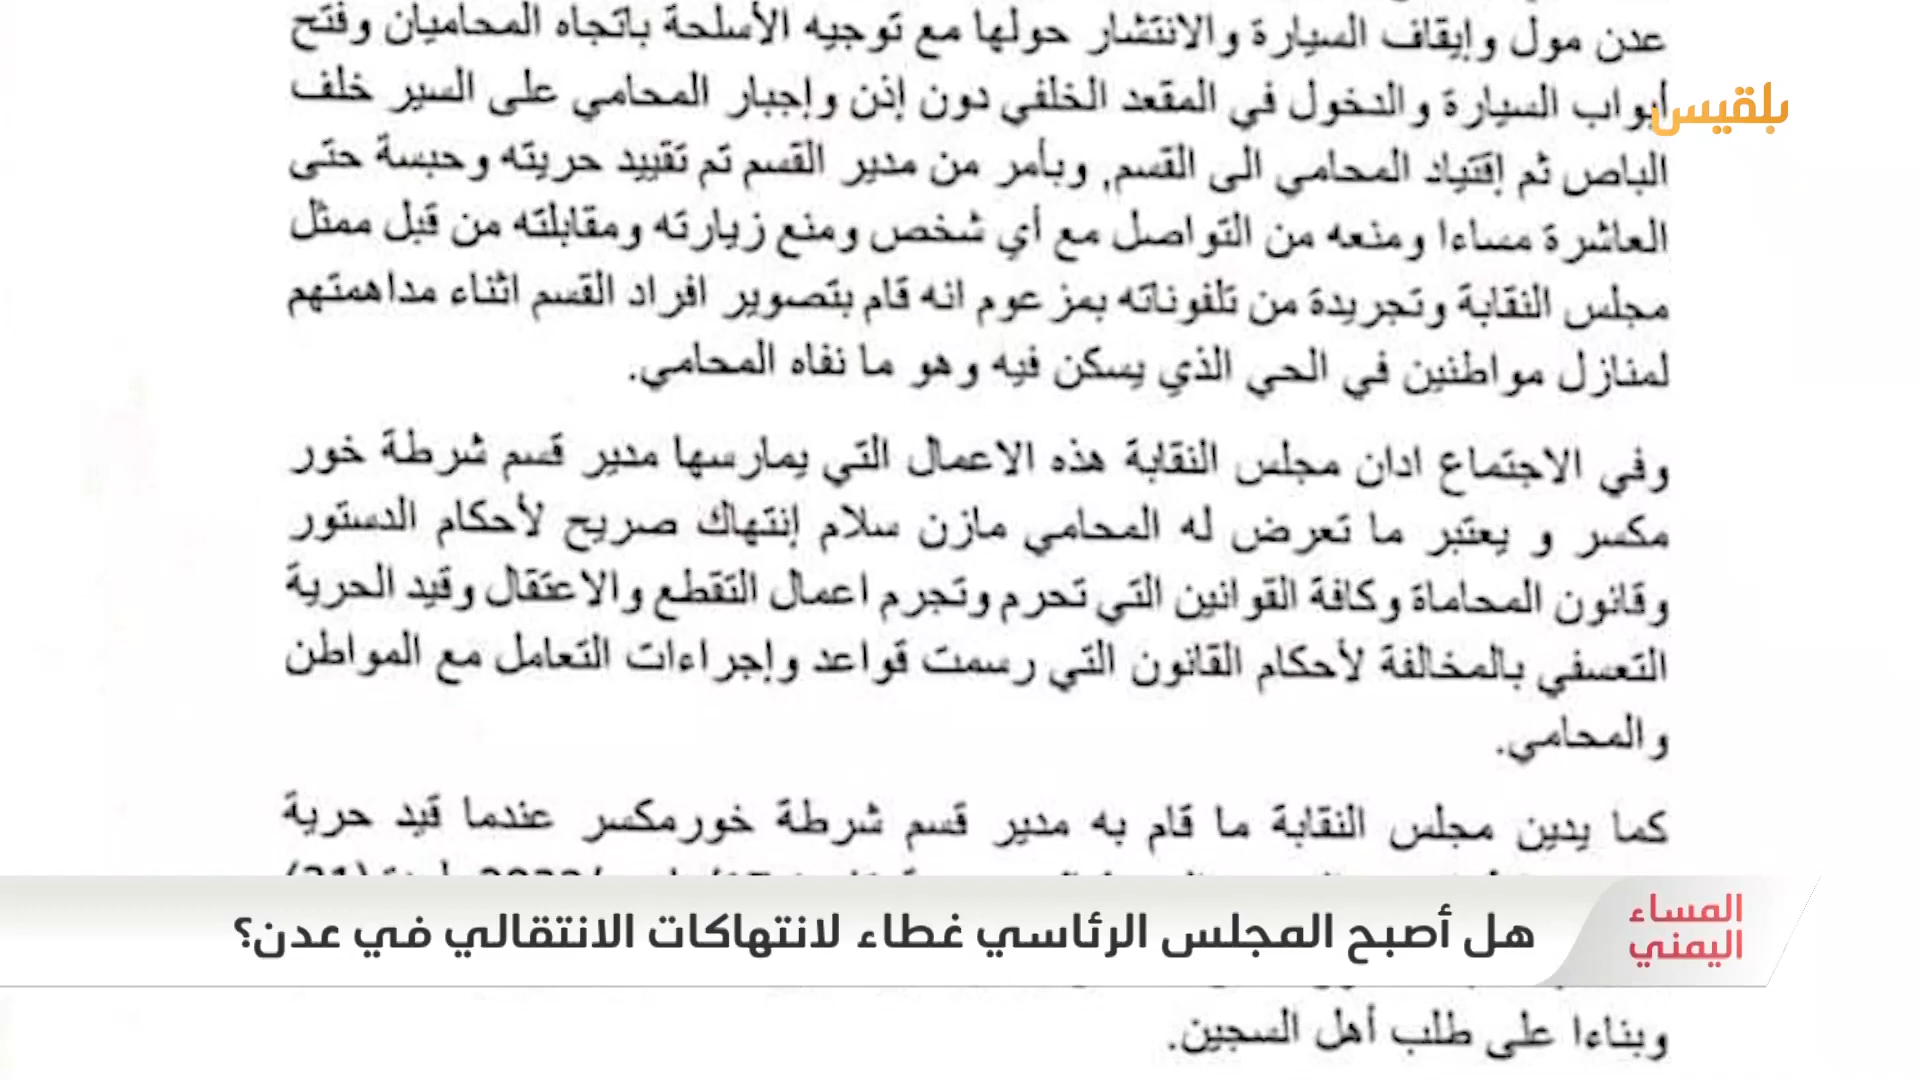 عدن مول وإيقاف السيارة والانتشار حولها مع توجيه الأسلحة باتجاه المحاميان وفتح
أبواب السيارة والدخول في المقعد الخلفي دون إذن وإجبار المحامي على السير خلف
بلقيس
الباص ثم إقتياد المحامي الى القسم, وبأمر من مدير القسم تم تقييد حريته وحبسة حتى
العاشرة مساءا ومنعه من التواصل مع أي شخص ومنع زيارته ومقابلته من قبل ممثل
مجلس النقابة وتجريدة من تلفوناته بمزعوم انه قام بتصوير افراد القسم اثناء مداهمتهم
لمنازل مواطنين في الحي الذي يسكن فيه وهو ما نفاه المحامي.
وفي الاجتماع ادان مجلس النقابة هذه الاعمال التي يمارسها مدير قسم شرطة خور
مكسر و يعتبر ما تعرض له المحامي مازن سلام إنتهاك صريح لأحكام الدستور
وقانون المحاماة وكافة القوانين التي تحرم وتجرم اعمال التقطع والاعتقال وقيد الحرية
التعسفي بالمخالفة لأحكام القانون التي رسمت قواعد وإجراءات التعامل مع المواطن
والمحامي.
كما يدين مجلس النقابة ما قام به مدير قسم شرطة خورمكسر عندما قيد حرية
المساء
اليمني
هل أصبح المجلس الرئاسي غطاء لانتهاكات الانتقالي في عدن؟
وبناءا على طلب أهل السجين.